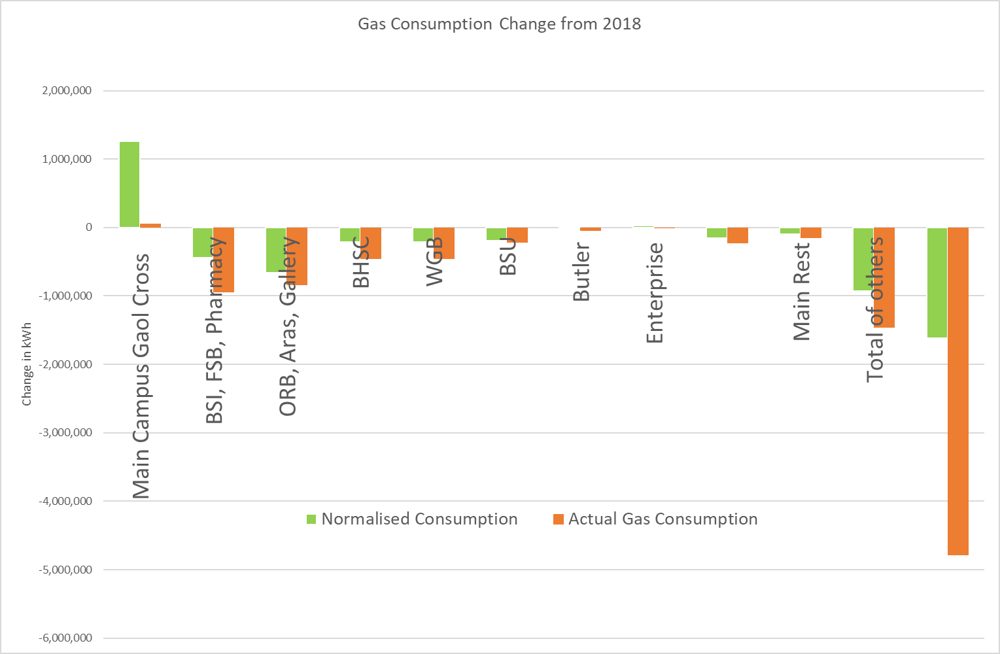 Gas Consumption Change from 2018
2,000,000
1,000,000
0
-1,000,000
-2,000,000
-3,000,000
-4,000,000
-5,000,000
-6,000,000
Change in kWh
Main Campus Gaol Cross
BSI, FSB, Pharmacy
ORB, Aras, Gallery
BHSC
WGB
BSU
Butler
Enterprise
Main Rest
Total of others
Normalised Consumption
Actual Gas Consumption